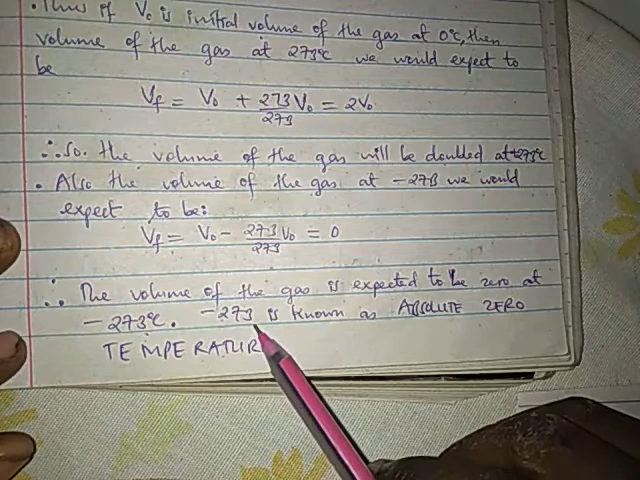 . Thus if V₀ is initial volume of the gas at 0°C, then
volume of the gas at 273°C we would expect to
be
Vf = V₀ + 273/273 V₀ = 2V₀
∴ So. the volume of the gas will be doubled at +273°C
. Also the volume of the gas at -273 we would
expect to be:
Vf = V₀ - 273/273 V₀ = 0
∴ The volume of the gas is expected to be zero at
-273°C. -273 is known as ABSOLUTE ZERO
TEMPERATUR